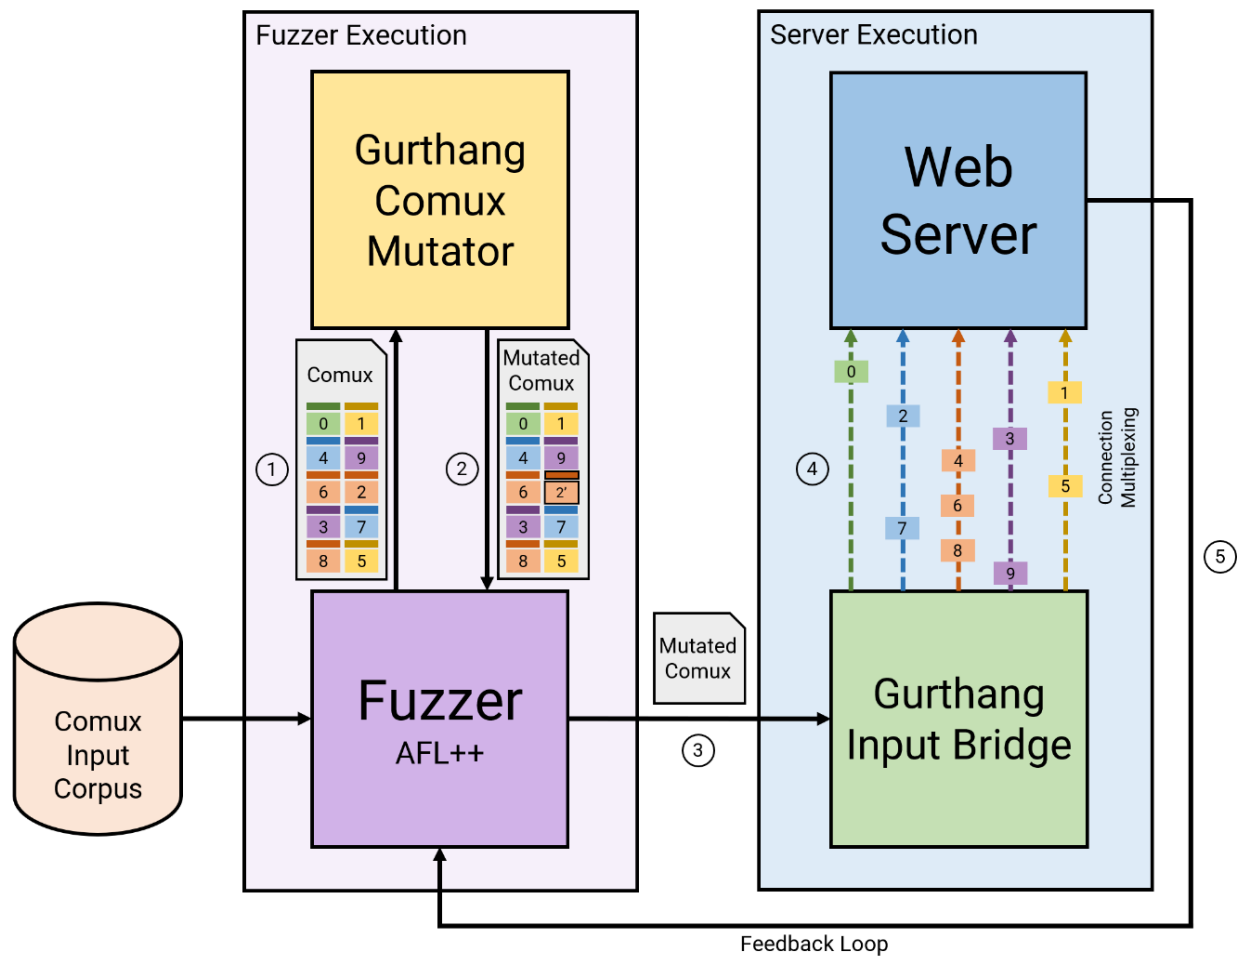 Fuzzer Execution
Server Execution
Gurthang
Comux
Mutator
Web
Server
Comux
0 1
4 9
6 2
3 7
8 5
Mutated
Comux
0 1
4 9
6 2'
3 7
8 5
1
2
0
1
2
3
4
5
6
7
8
9
4
Connection
Multiplexing
5
Comux
Input
Corpus
Fuzzer
AFL++
Mutated
Comux
3
Gurthang
Input Bridge
Feedback Loop